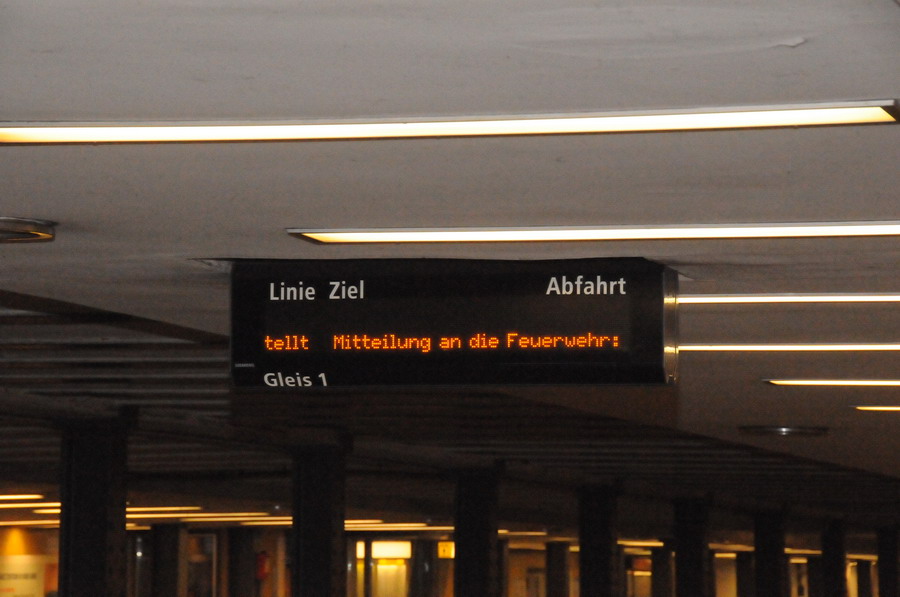 Linie Ziel Abfahrt
tellt Mitteilung an die Feuerwehr:
Gleis 1